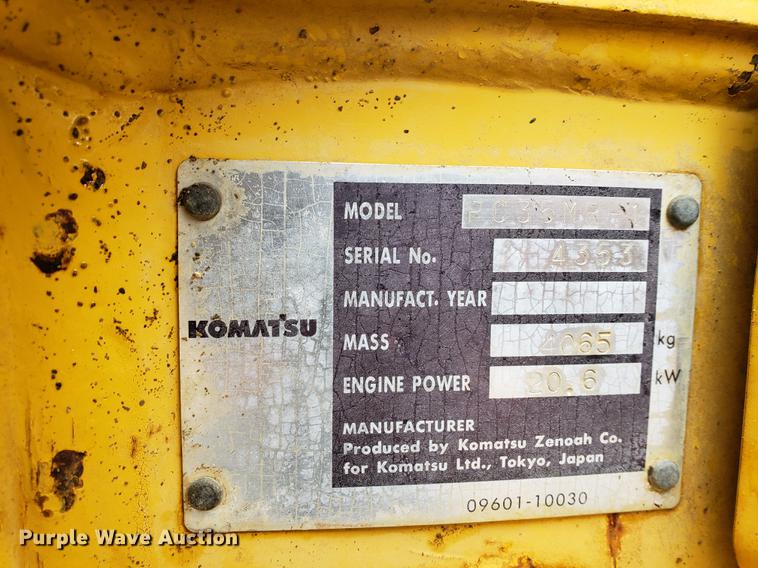 KOMATSU
MODEL
SERIAL No. 4353
MANUFACT. YEAR
MASS 4065 kg
ENGINE POWER 20.6 kW
MANUFACTURER
Produced by Komatsu Zenoah Co.
for Komatsu Ltd., Tokyo, Japan
09601-10030
Purple Wave Auction